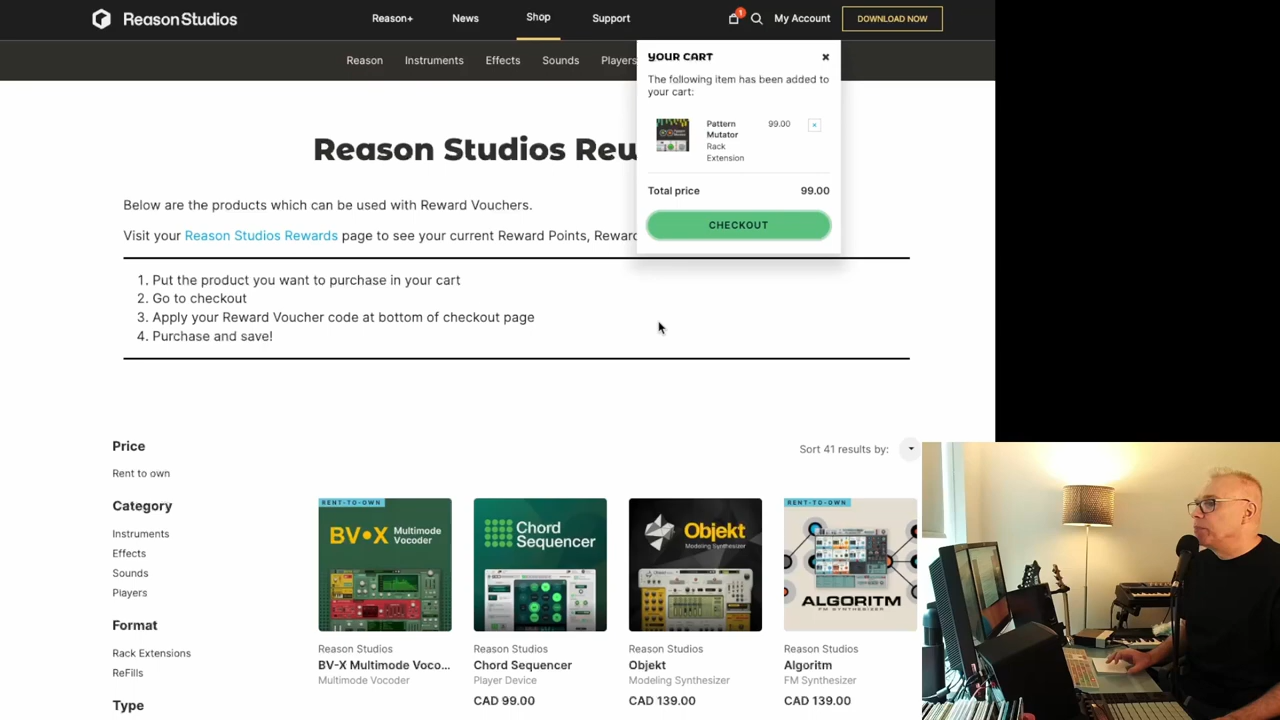 Reason Studios
Reason+
News
Shop
Support
1
My Account
DOWNLOAD NOW
Reason
Instruments
Effects
Sounds
Players
YOUR CART
The following item has been added to
your cart:
Pattern
Mutator
Rack
Extension
99.00
Total price
99.00
CHECKOUT
Reason Studios Rew
Below are the products which can be used with Reward Vouchers.
Visit your Reason Studios Rewards page to see your current Reward Points, Rewar
1. Put the product you want to purchase in your cart
2. Go to checkout
3. Apply your Reward Voucher code at bottom of checkout page
4. Purchase and save!
Price
Rent to own
Category
Instruments
Effects
Sounds
Players
Format
Rack Extensions
ReFills
Type
Sort 41 results by:
RENT-TO-OWN
BV•X Multimode
Vocoder
Reason Studios
BV-X Multimode Voco...
Multimode Vocoder
Chord
Sequencer
Reason Studios
Chord Sequencer
Player Device
CAD 99.00
Objekt
Modeling Synthesizer
Reason Studios
Objekt
Modeling Synthesizer
CAD 139.00
RENT-TO-OWN
ALGORITM
FM SYNTHESIZER
Reason Studios
Algoritm
FM Synthesizer
CAD 139.00